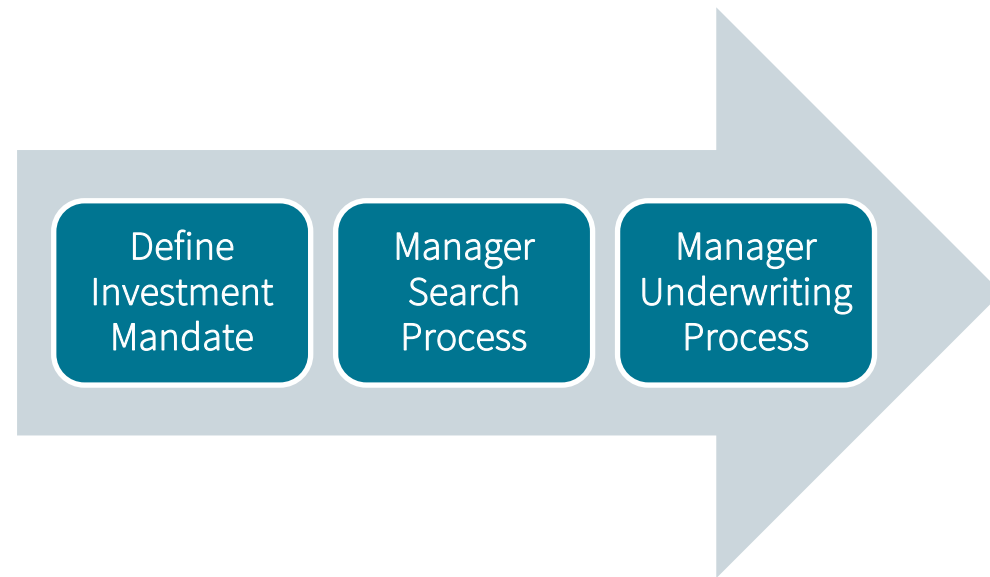 Define
Investment
Mandate
Manager
Search
Process
Manager
Underwriting
Process